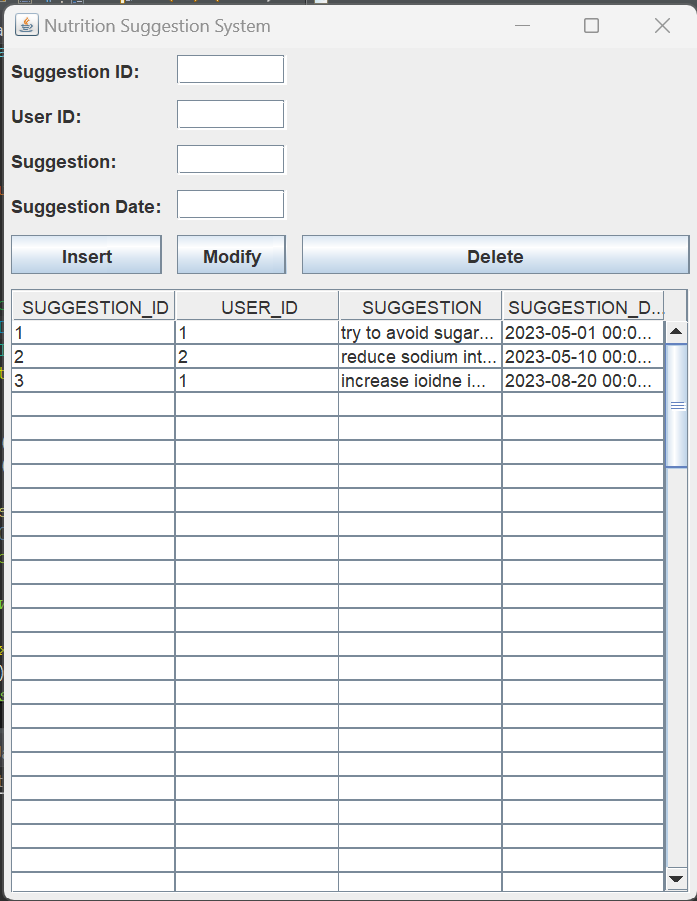 Nutrition Suggestion System
Suggestion ID:
User ID:
Suggestion:
Suggestion Date:
Insert Modify Delete
SUGGESTION_ID USER_ID SUGGESTION SUGGESTION_D...
1 1 try to avoid sugar... 2023-05-01 00:0...
2 2 reduce sodium int... 2023-05-10 00:0...
3 1 increase ioidne i... 2023-08-20 00:0...